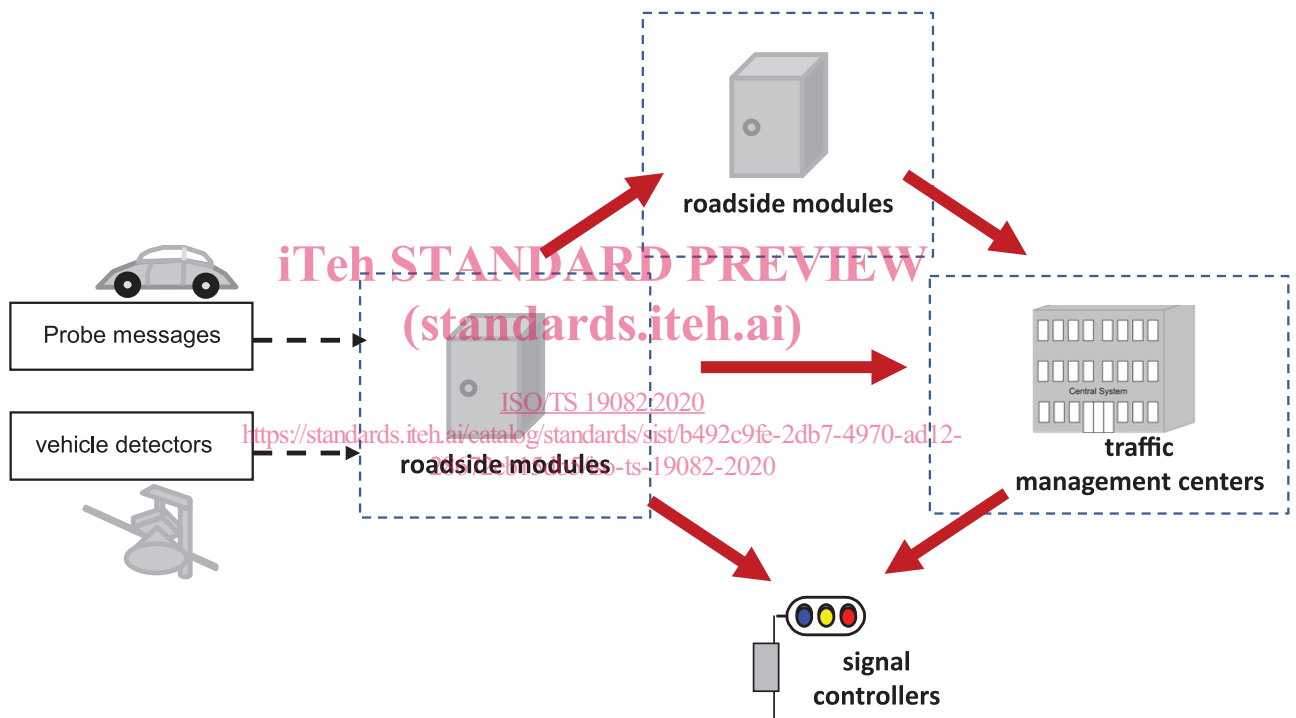 roadside modules
iTeh STANDARD PREVIEW
(standards.iteh.ai)
Probe messages
vehicle detectors
ISO/TS 19082:2020
https://standards.iteh.ai/catalog/standards/sist/b492c9fe-2db7-4970-ad12-
roadside modules
-ts-19082-2020
Central System
traffic
management centers
signal
controllers